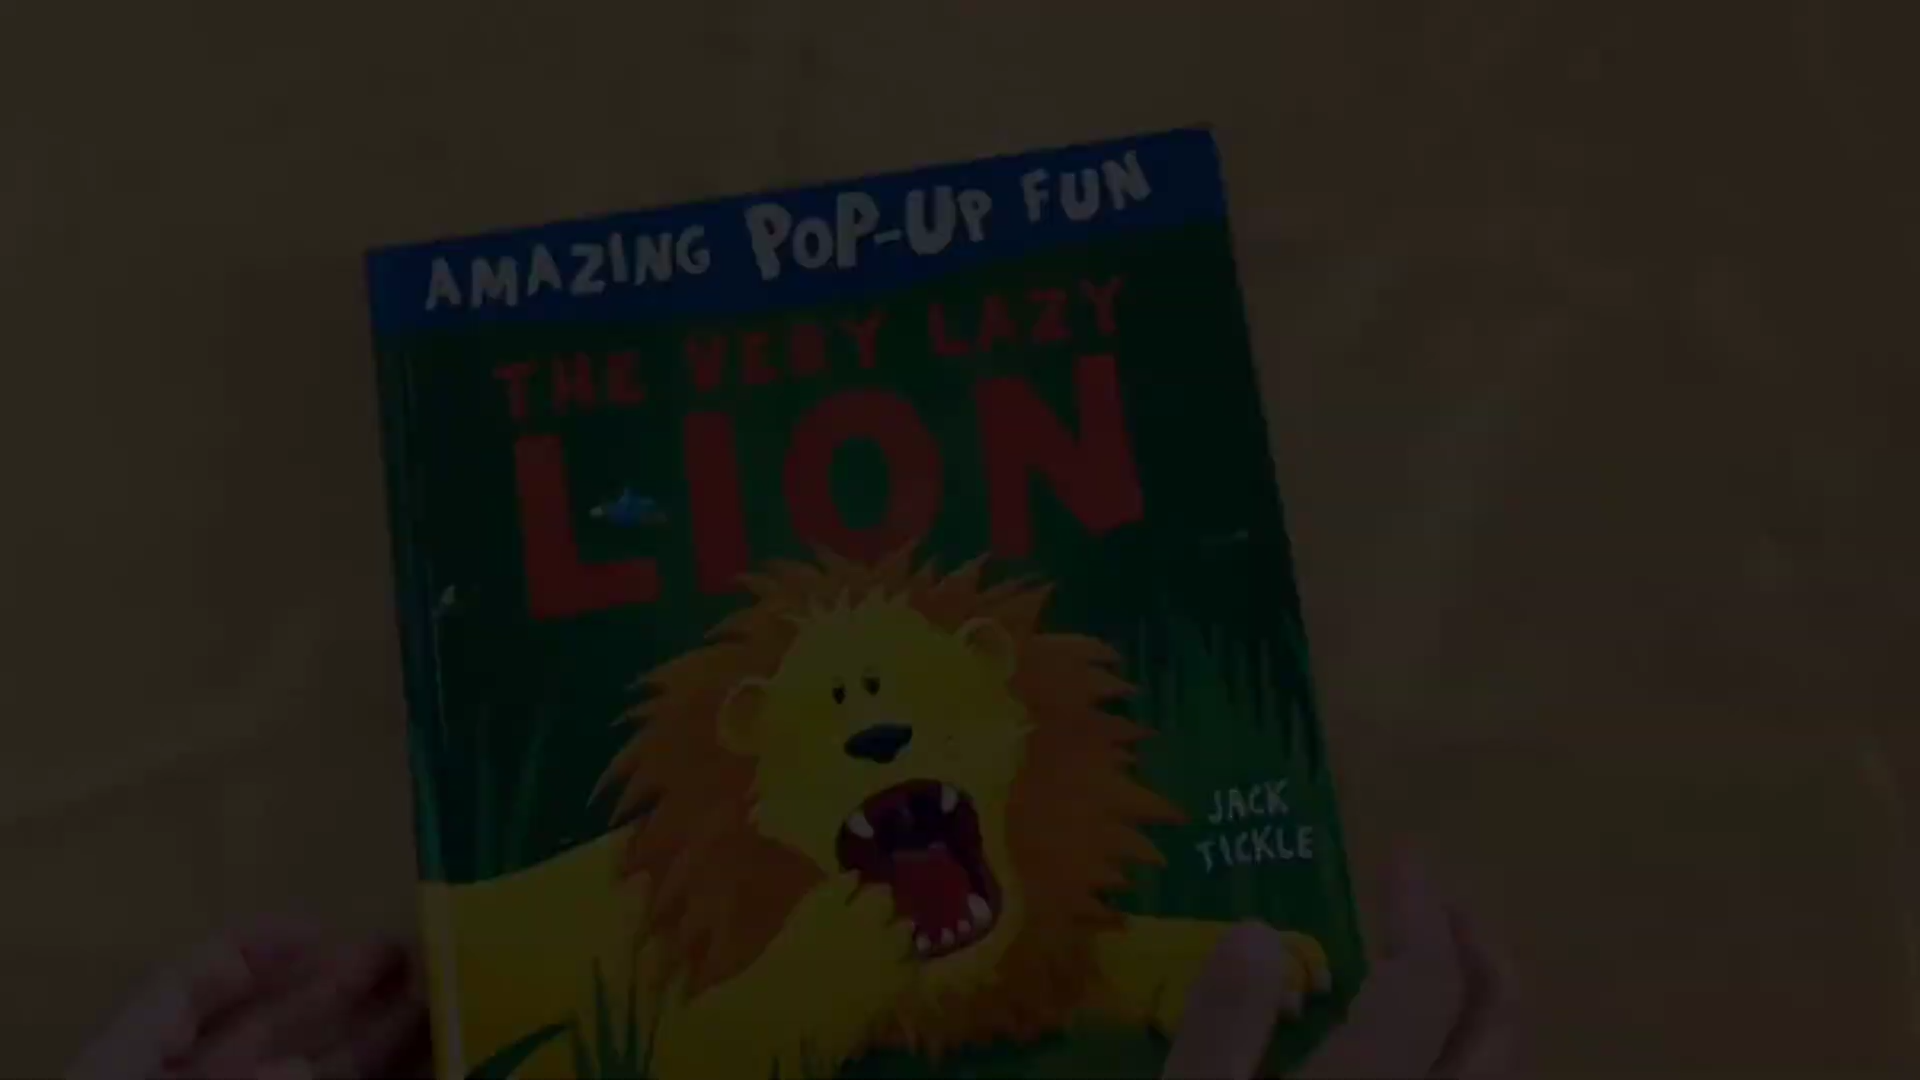 AMAZING POP-UP FUN
THE VERY LAZY
LION
JACK
TICKLE